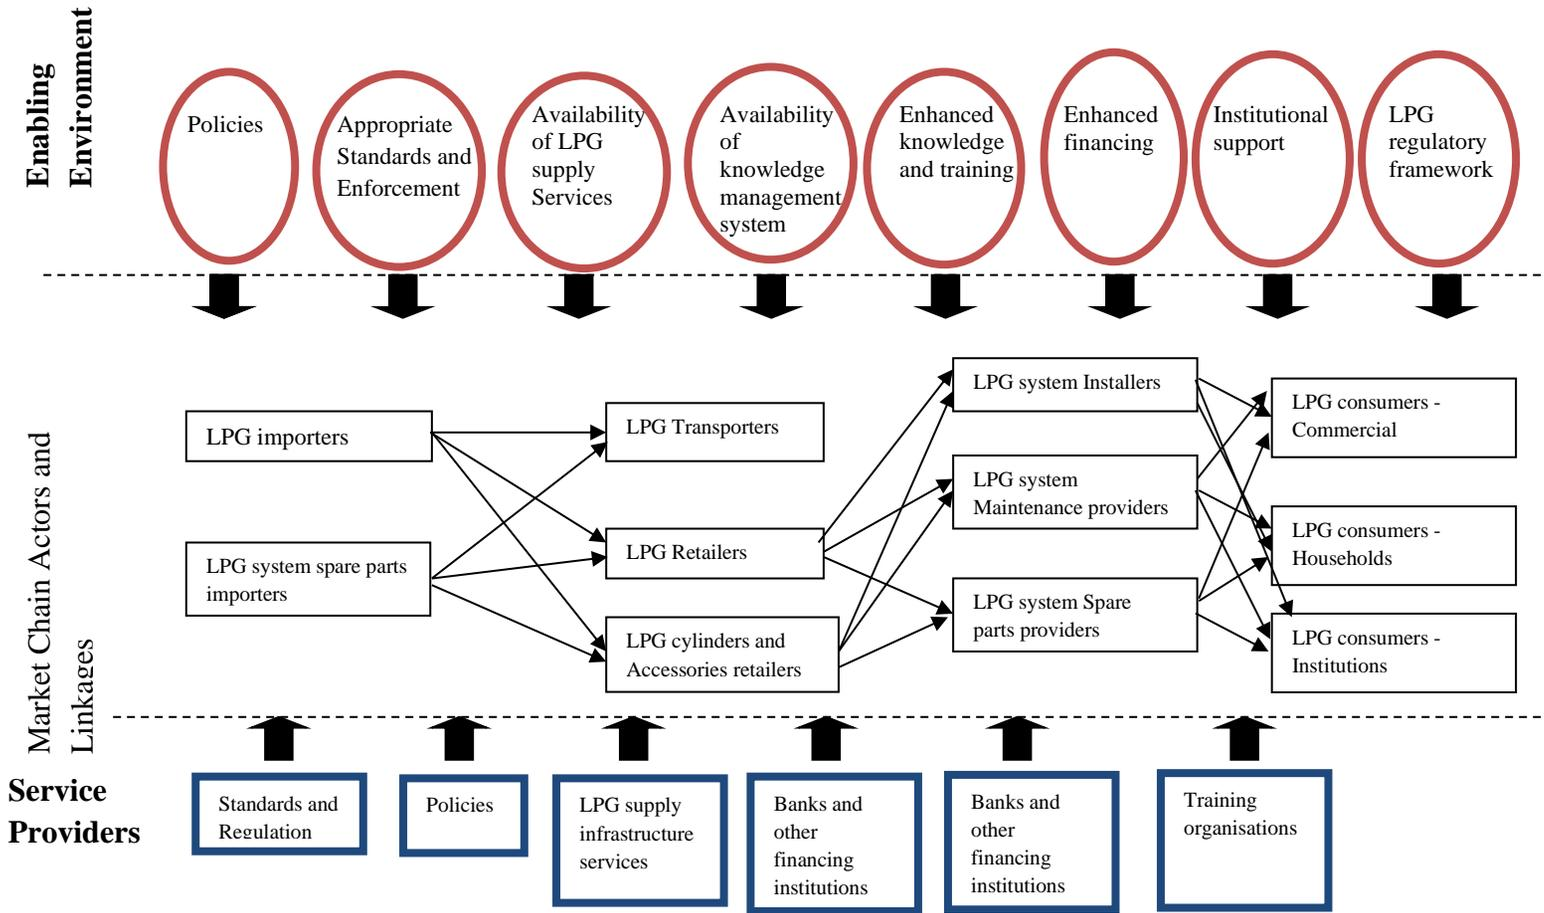 Enabling
Environment
Policies
Appropriate
Standards and
Enforcement
Availability
of LPG
supply
Services
Availability
of
knowledge
management
system
Enhanced
knowledge
and training
Enhanced
financing
Institutional
support
LPG
regulatory
framework
Market Chain Actors and
Linkages
LPG importers
LPG system spare parts
importers
LPG Transporters
LPG Retailers
LPG cylinders and
Accessories retailers
LPG system Installers
LPG system
Maintenance providers
LPG system Spare
parts providers
LPG consumers -
Commercial
LPG consumers -
Households
LPG consumers -
Institutions
Service
Providers
Standards and
Regulation
Policies
LPG supply
infrastructure
services
Banks and
other
financing
institutions
Banks and
other
financing
institutions
Training
organisations